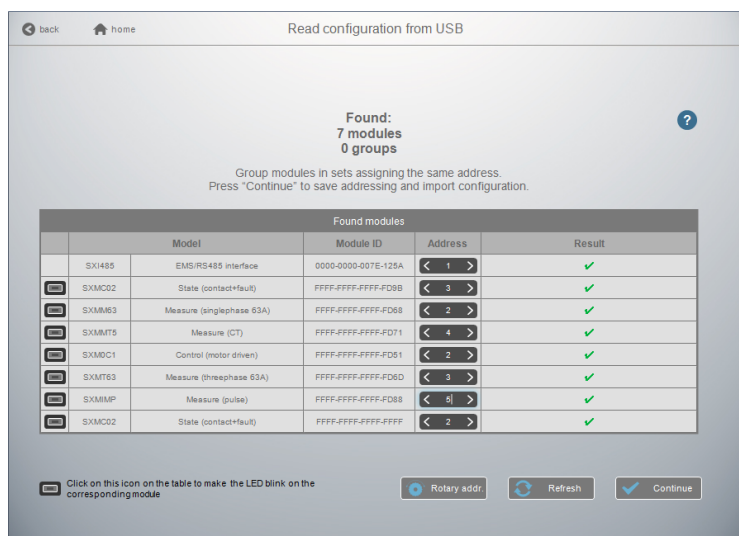 back home Read configuration from USB
Found:
7 modules
0 groups
?
Group modules in sets assigning the same address.
Press "Continue" to save addressing and import configuration.
Found modules
Model Module ID Address Result
SXI485 EMS/RS485 interface 0000-0000-007E-125A 1
SXMC02 State (contact+fault) FFFF-FFFF-FFFF-FD9B 3
SXMM63 Measure (singlephase 63A) FFFF-FFFF-FFFF-FD68 2
SXMMT5 Measure (CT) FFFF-FFFF-FFFF-FD71 4
SXM0C1 Control (motor driven) FFFF-FFFF-FFFF-FD51 2
SXMT63 Measure (threephase 63A) FFFF-FFFF-FFFF-FD6D 3
SXMIMP Measure (pulse) FFFF-FFFF-FFFF-FD88 5
SXMC02 State (contact+fault) FFFF-FFFF-FFFF-FFFF 2
Click on this icon on the table to make the LED blink on the
corresponding module
Rotary addr. Refresh Continue